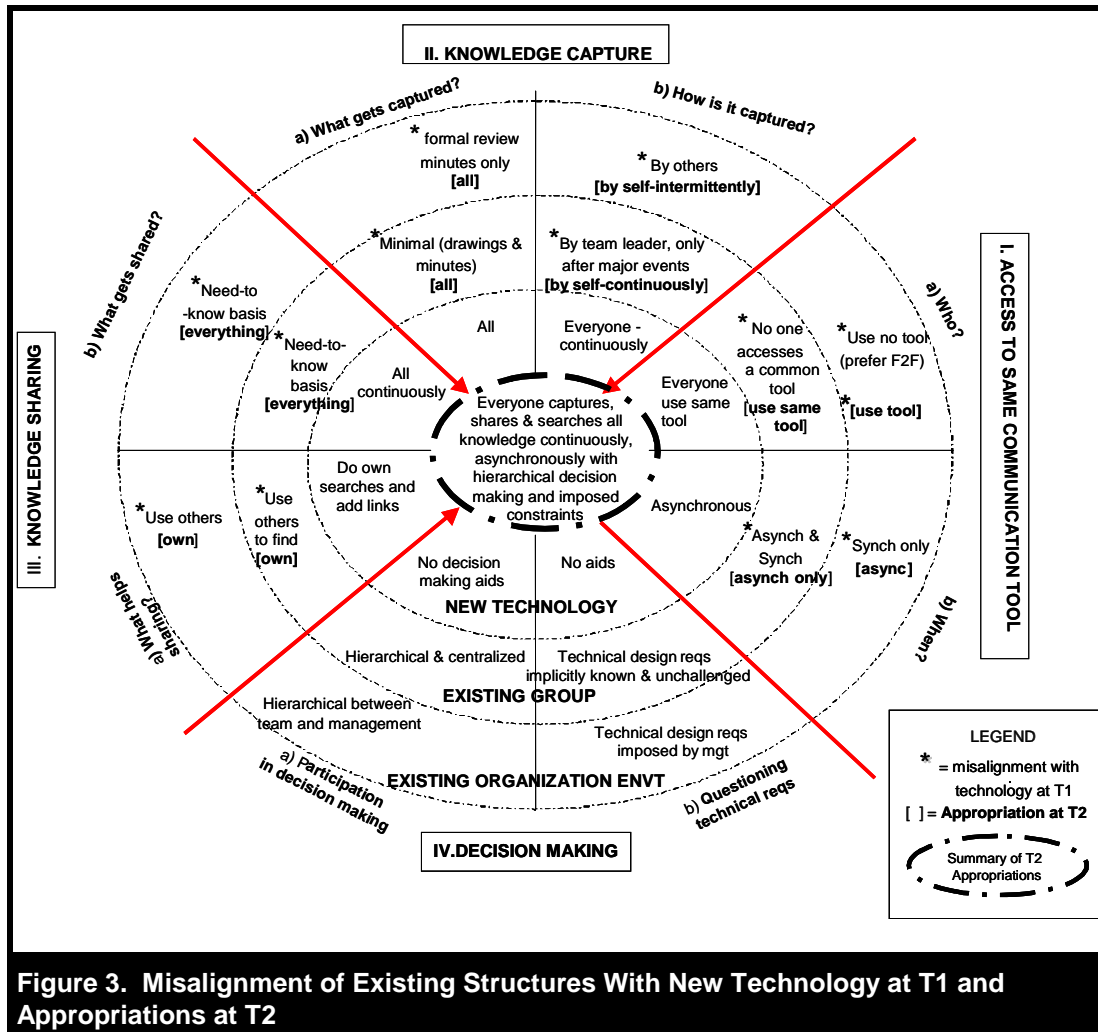 II. KNOWLEDGE CAPTURE
a) What gets captured?
b) How is it captured?
* formal review
minutes only
[all]
* By others
[by self-intermittently]
*Minimal (drawings &
minutes)
[all]
*By team leader, only
after major events
[by self-continuously]
All
Everyone -
continuously
I. ACCESS TO SAME COMMUNICATION TOOL
a) Who?
* No one
accesses
a common
tool
[use same
tool]
*Use no tool
(prefer F2F)
*[use tool]
Everyone
use same
tool
b) What gets shared?
*Need-to
-know basis
[everything]
*Need-to-
know
basis
[everything]
All
continuously
III. KNOWLEDGE SHARING
Everyone captures,
shares & searches all
knowledge continuously,
asynchronously with
hierarchical decision
making and imposed
constraints
Do own
searches and
add links
*Use
others
to find
[own]
*Use others
[own]
a) What helps
sharing?
Asynchronous
*Asynch &
Synch
[asynch only]
*Synch only
[async]
b) When?
No decision
making aids
No aids
NEW TECHNOLOGY
Hierarchical & centralized
Technical design reqs
implicitly known & unchallenged
EXISTING GROUP
Hierarchical between
team and management
Technical design reqs
imposed by mgt
EXISTING ORGANIZATION ENVT
a) Participation
in decision making
b) Questioning
technical reqs
IV.DECISION MAKING
LEGEND
* = misalignment with
technology at T1
[ ] = Appropriation at T2
Summary of T2
Appropriations
Figure 3. Misalignment of Existing Structures With New Technology at T1 and
Appropriations at T2